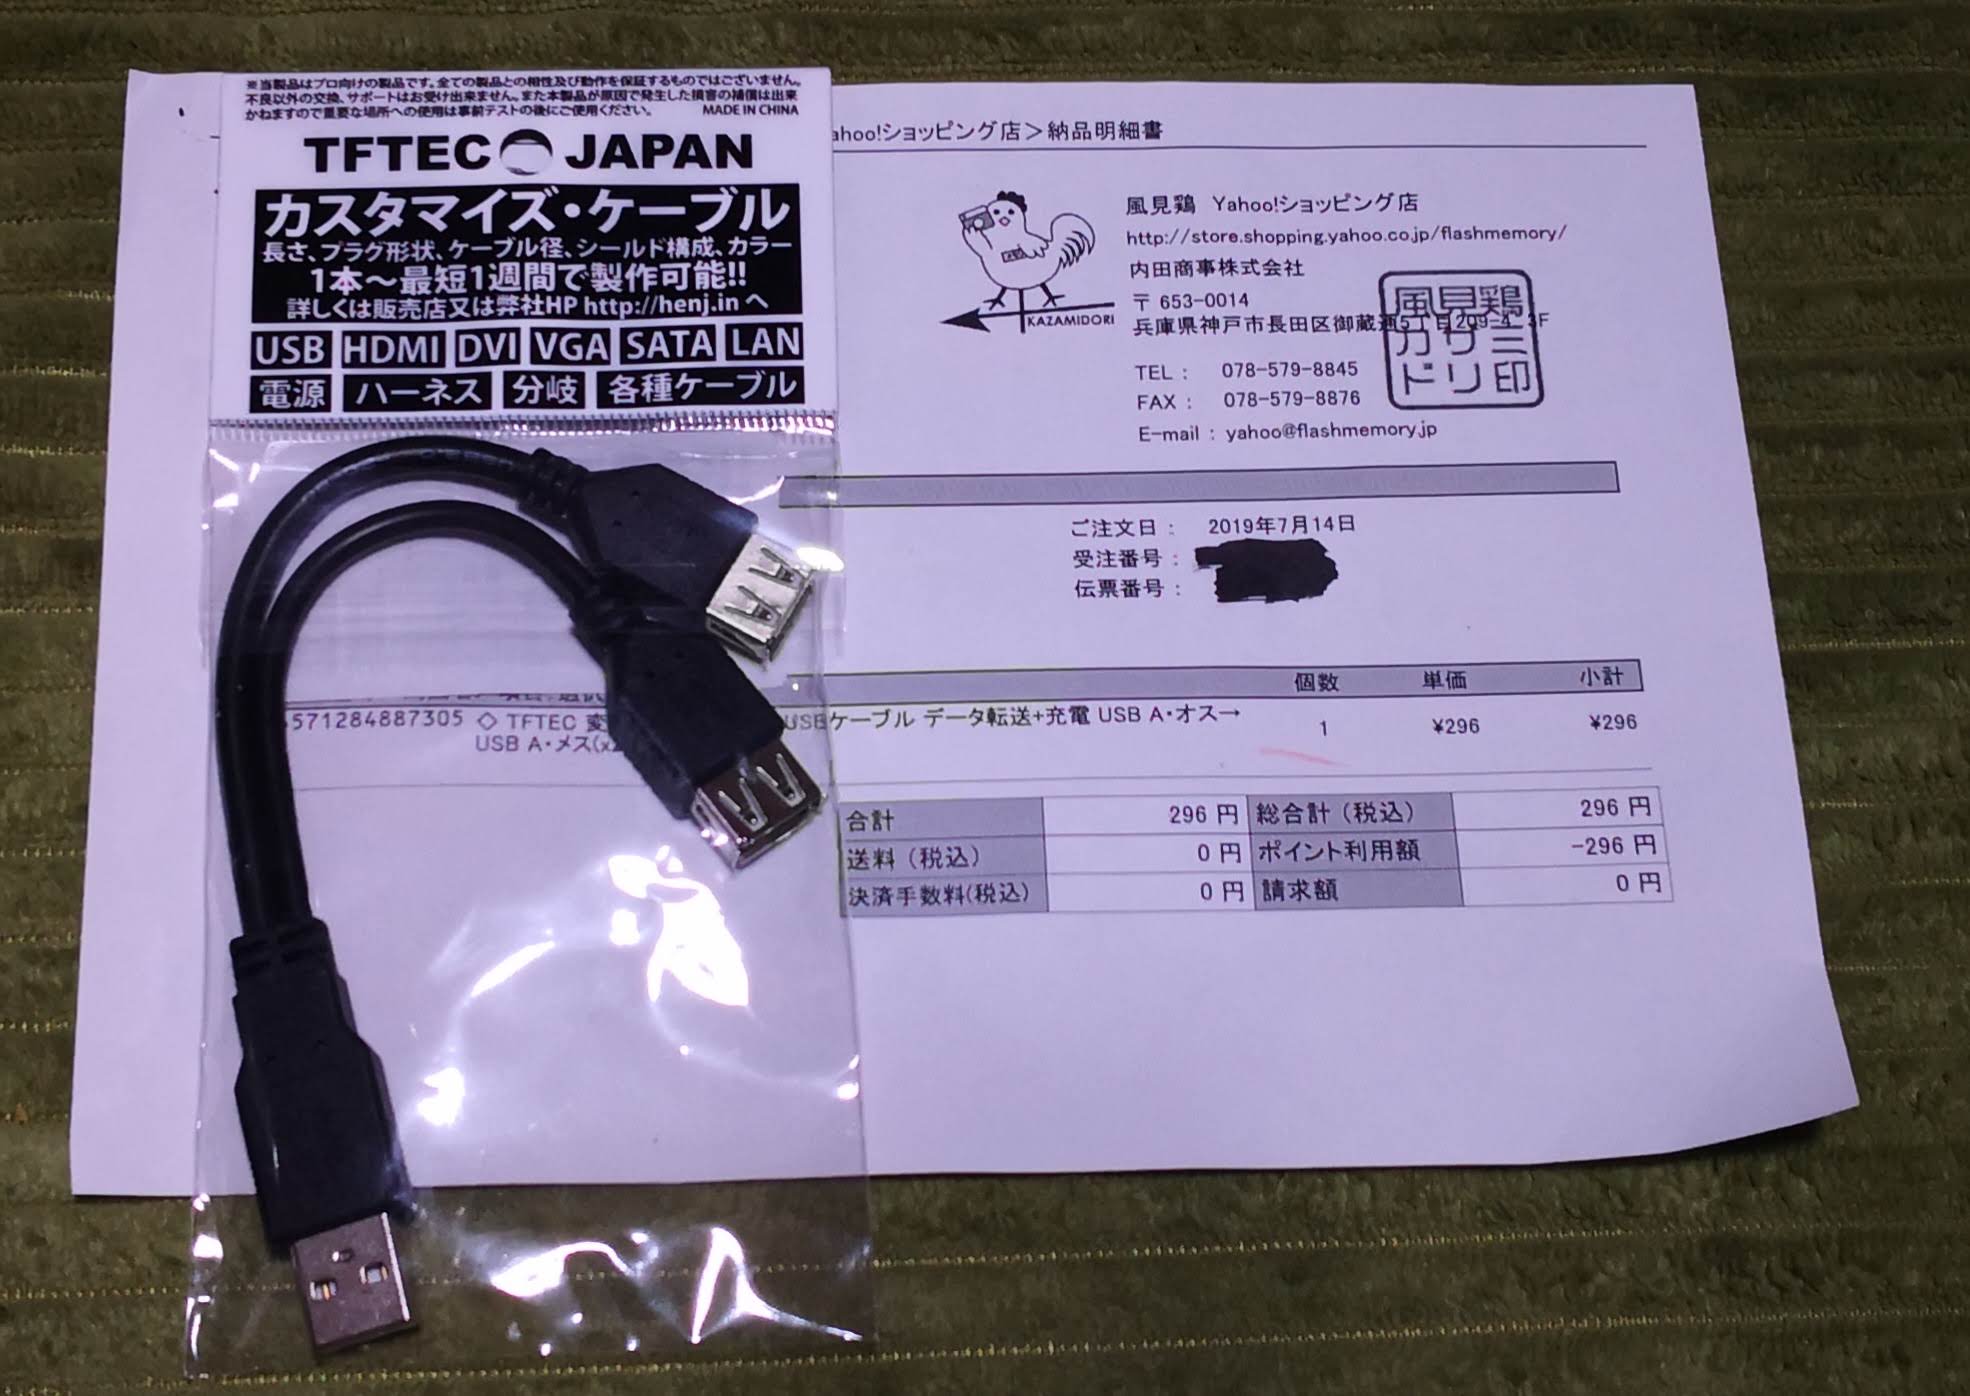 ※当製品はプロ向けの製品です。全ての製品との相性及び動作を保証するものではございません。
不良以外の交換、サポートはお受け出来ません。また本製品が原因で発生した損害の補償は出来
かねますので重要な場所への使用は事前テストの後にご使用ください。 MADE IN CHINA
TFTEC JAPAN
カスタマイズ・ケーブル
長さ、プラグ形状、ケーブル径、シールド構成、カラー
1本～最短1週間で製作可能!!
詳しくは販売店又は弊社HP http://henj.in へ
USB HDMI DVI VGA SATA LAN
電源 ハーネス 分岐 各種ケーブル
ahoo!ショッピング店＞納品明細書
風見鶏 Yahoo!ショッピング店
http://store.shopping.yahoo.co.jp/flashmemory/
内田商事株式会社
〒 653-0014
兵庫県神戸市長田区御蔵通5丁目209-4 3F
KAZAMIDORI
風見鶏
カサミ
ドリ印
TEL : 078-579-8845
FAX : 078-579-8876
E-mail : yahoo@flashmemory.jp
ご注文日 : 2019年7月14日
受注番号 :
伝票番号 :
個数 単価 小計
571284887305 ◇ TFTEC 変 USBケーブル データ転送+充電 USB A・オス→ 1 ¥296 ¥296
USB A・メス(x2
合計 296 円 総合計 (税込) 296 円
送料 (税込) 0 円 ポイント利用額 -296 円
決済手数料(税込) 0 円 請求額 0 円